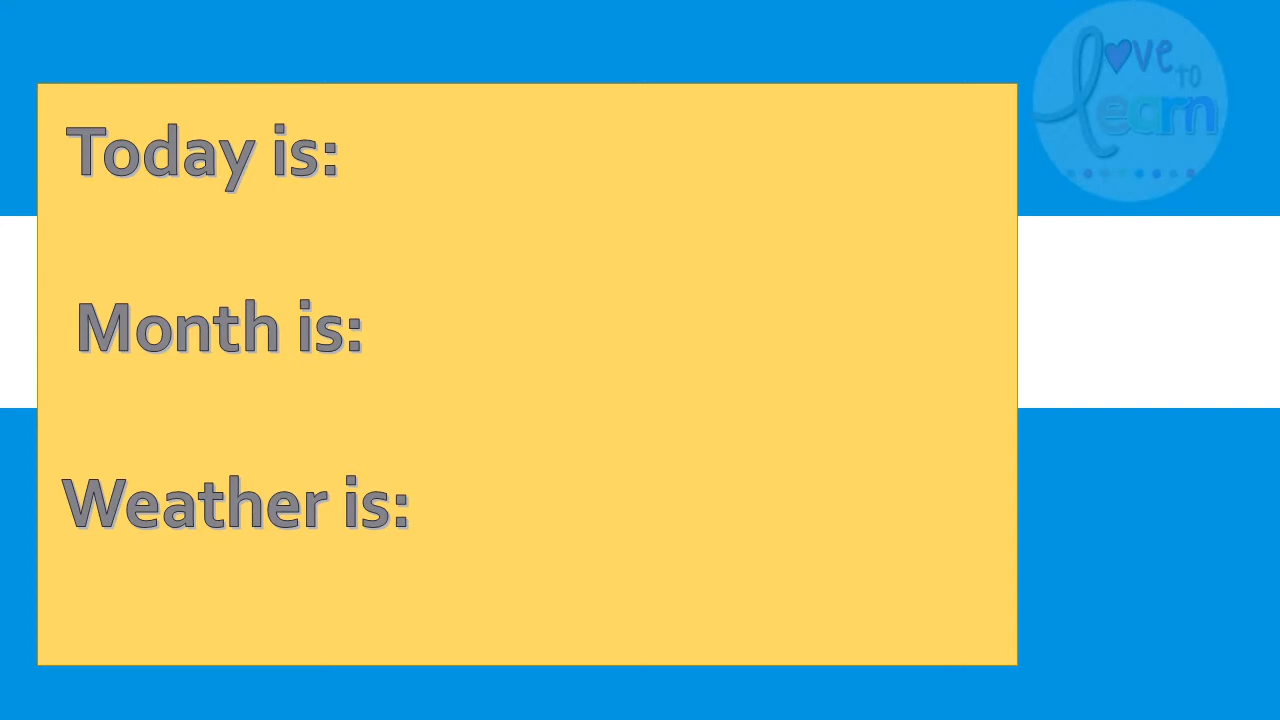 love
to
learn
Today is:
Month is:
Weather is: